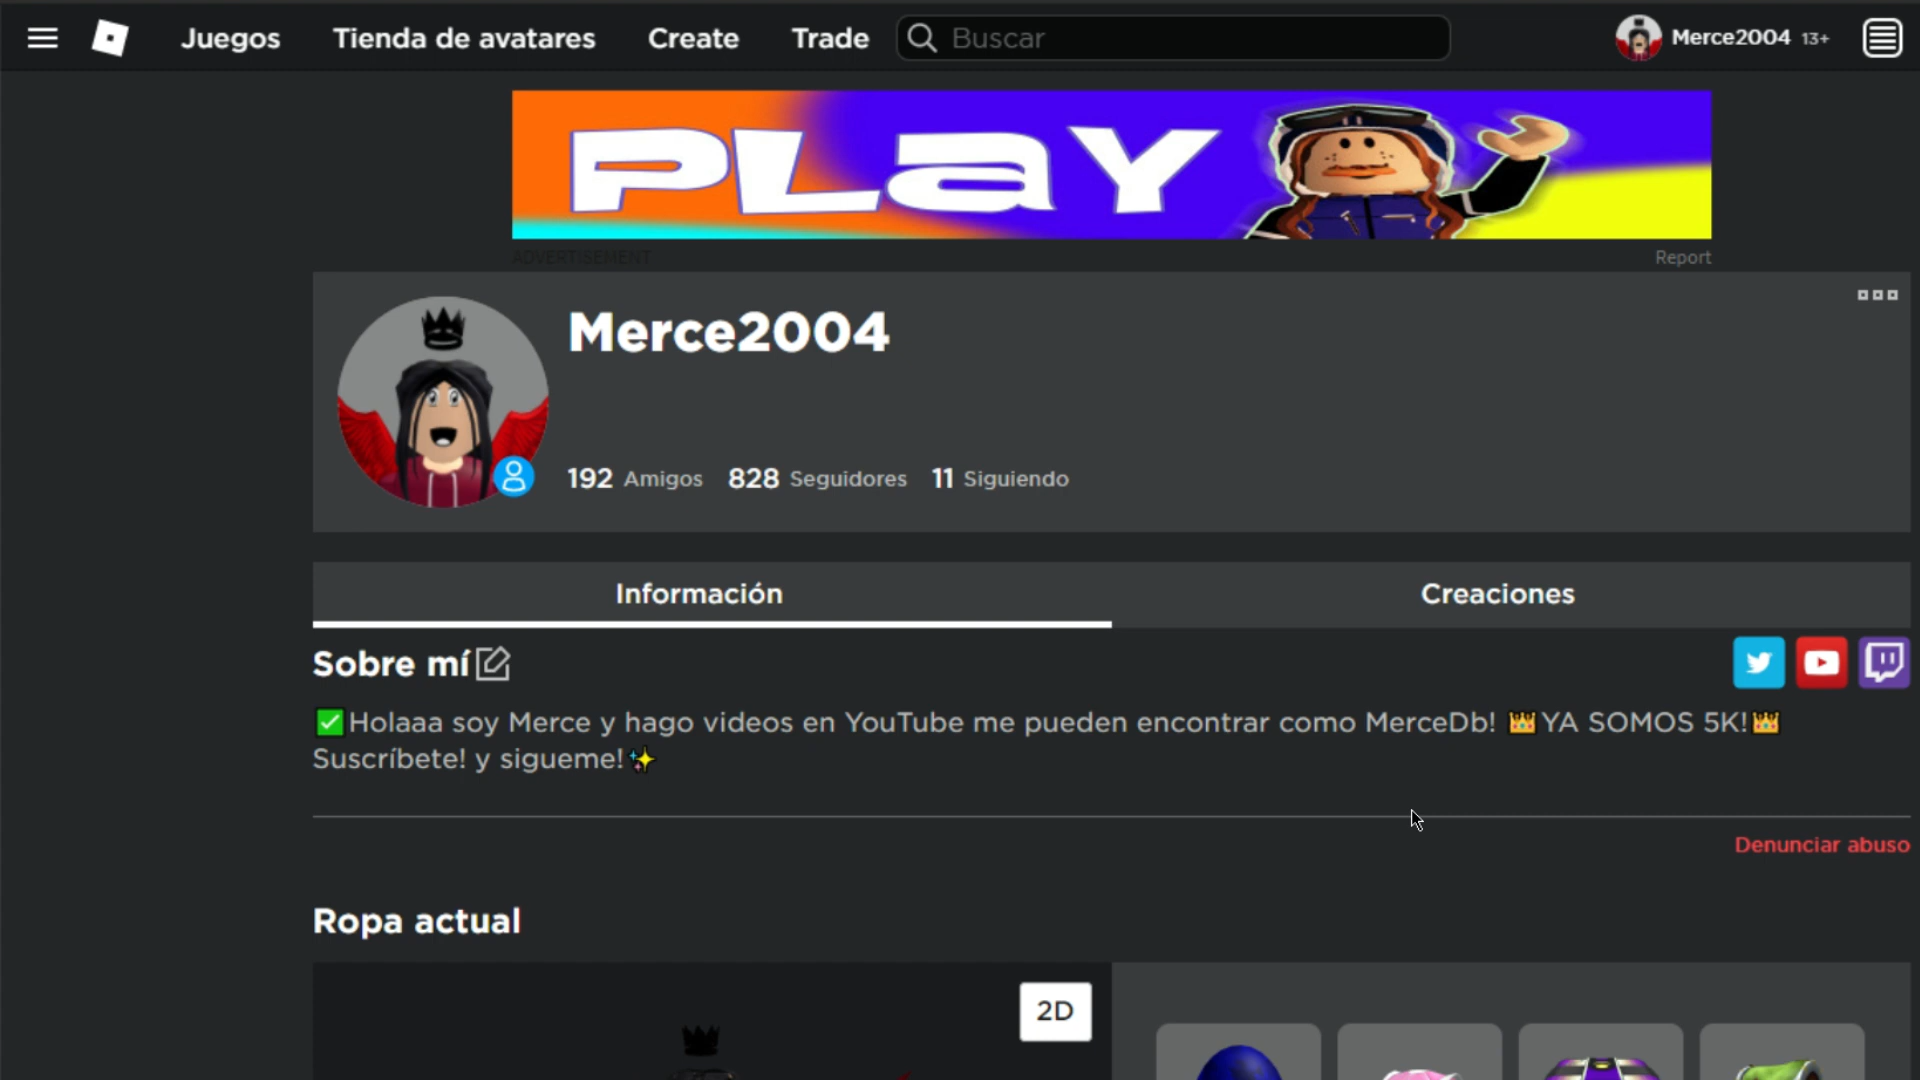 Juegos Tienda de avatares Create Trade Buscar Merce2004 13+
PLay
ADVERTISEMENT Report
Merce2004
192 Amigos 828 Seguidores 11 Siguiendo
Información Creaciones
Sobre mí
✅Holaaa soy Merce y hago videos en YouTube me pueden encontrar como MerceDb! 👑YA SOMOS 5K!👑
Suscríbete! y sigueme!✨
Denunciar abuso
Ropa actual
2D